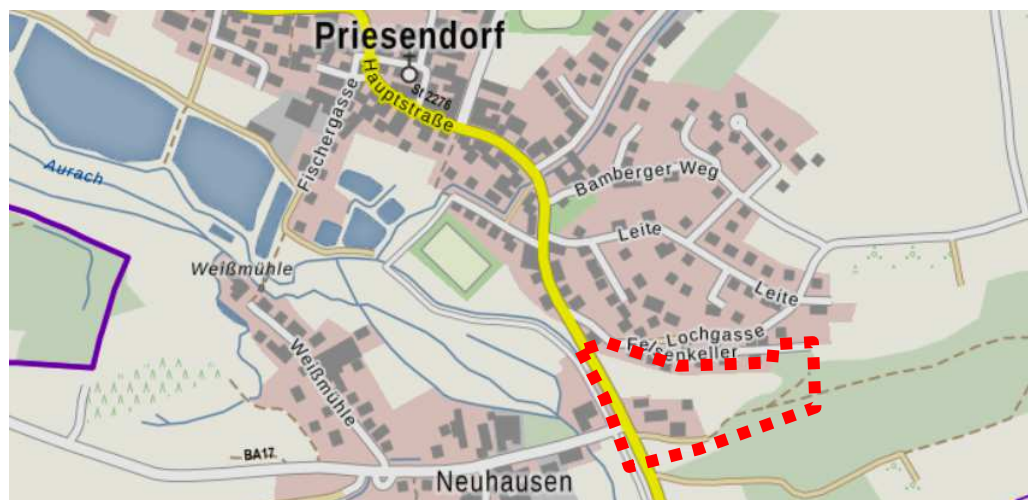 Priesendorf
St 2276
Hauptstraße
Fischergasse
Aurach
Bamberger Weg
Leite
Weißmühle
Leite
Lochgasse
Felsenkeller
Weißmühle
BA17
Neuhausen